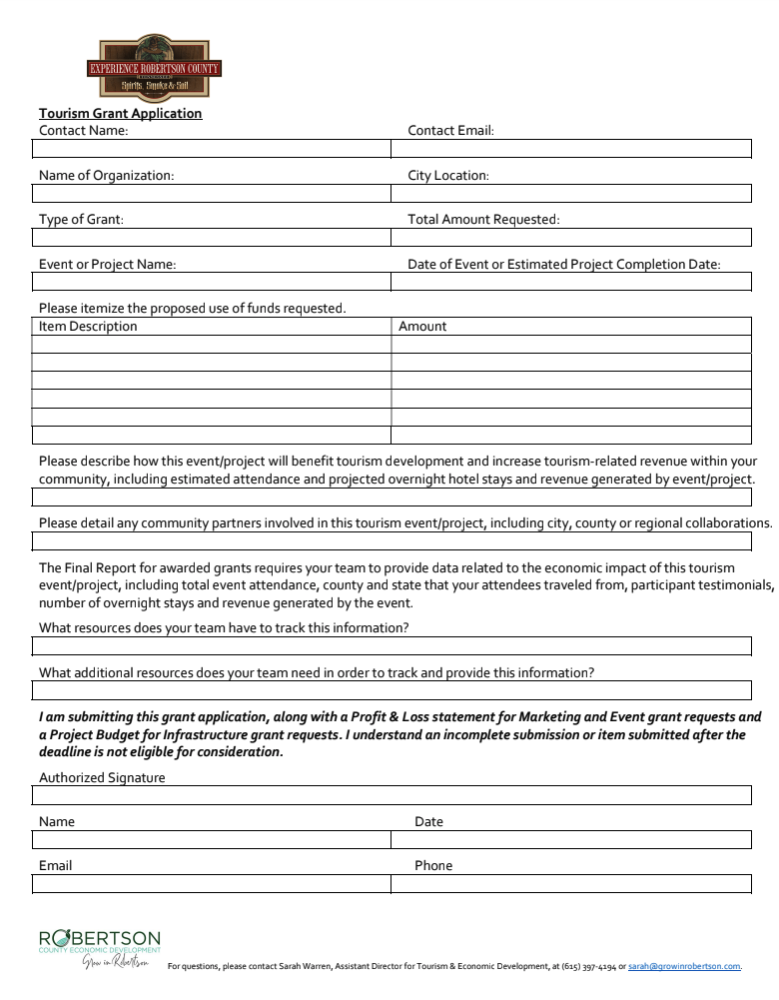 EXPERIENCE ROBERTSON COUNTY
Spirits, Smoke & Soil
Tourism Grant Application
Contact Name: Contact Email:
Name of Organization: City Location:
Type of Grant: Total Amount Requested:
Event or Project Name: Date of Event or Estimated Project Completion Date:
Please itemize the proposed use of funds requested.
Item Description Amount
Please describe how this event/project will benefit tourism development and increase tourism-related revenue within your
community, including estimated attendance and projected overnight hotel stays and revenue generated by event/project.
Please detail any community partners involved in this tourism event/project, including city, county or regional collaborations.
The Final Report for awarded grants requires your team to provide data related to the economic impact of this tourism
event/project, including total event attendance, county and state that your attendees traveled from, participant testimonials,
number of overnight stays and revenue generated by the event.
What resources does your team have to track this information?
What additional resources does your team need in order to track and provide this information?
I am submitting this grant application, along with a Profit & Loss statement for Marketing and Event grant requests and
a Project Budget for Infrastructure grant requests. I understand an incomplete submission or item submitted after the
deadline is not eligible for consideration.
Authorized Signature
Name Date
Email Phone
ROBERTSON
COUNTY ECONOMIC DEVELOPMENT
Grow in Robertson
For questions, please contact Sarah Warren, Assistant Director for Tourism & Economic Development, at (615) 397-4194 or sarah@growinrobertson.com.